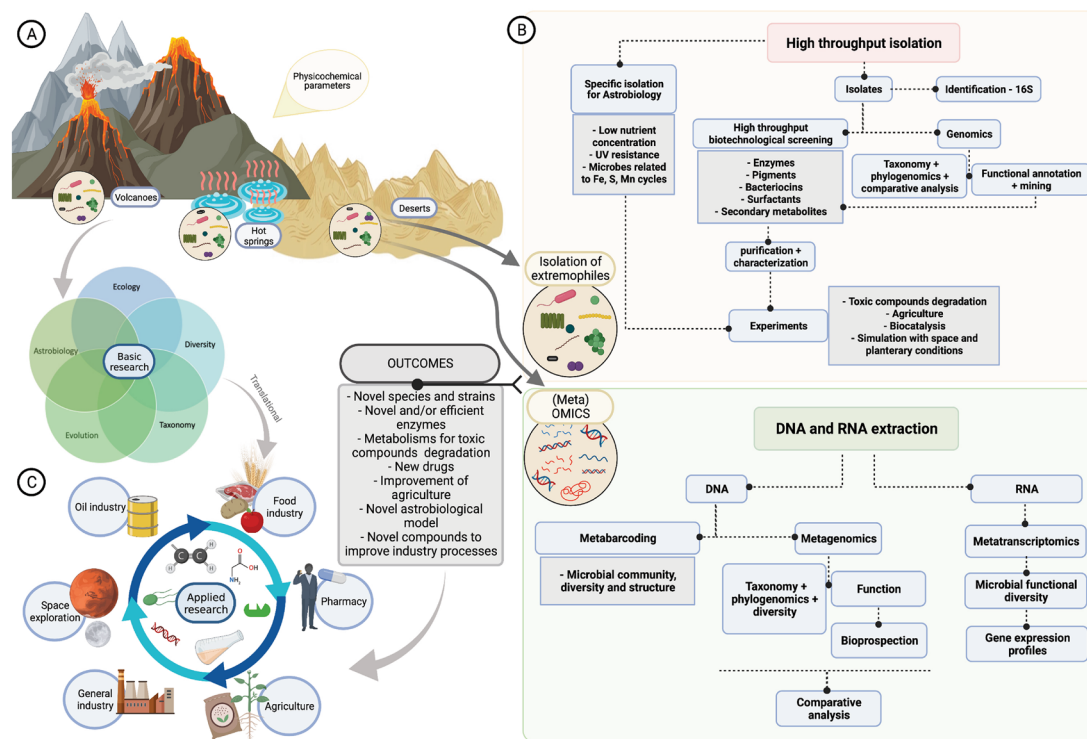 A
Physicochemical
parameters
Volcanoes
Hot
springs
Deserts
Ecology
Astrobiology
Diversity
Basic
research
Evolution
Taxonomy
Translational
B
High throughput isolation
Specific isolation
for Astrobiology
- Low nutrient
concentration
- UV resistance
- Microbes related
to Fe, S, Mn cycles
Isolates
Identification - 16S
High throughput
biotechnological screening
Genomics
- Enzymes
- Pigments
- Bacteriocins
- Surfactants
- Secondary metabolites
Taxonomy +
phylogenomics +
comparative analysis
Functional annotation
+ mining
purification +
characterization
Experiments
- Toxic compounds degradation
- Agriculture
- Biocatalysis
- Simulation with space and
planterary conditions
Isolation of
extremophiles
OUTCOMES
- Novel species and strains
- Novel and/or efficient
enzymes
- Metabolisms for toxic
compounds degradation
- New drugs
- Improvement of
agriculture
- Novel astrobiological
model
- Novel compounds to
improve industry processes
(Meta)
OMICS
DNA and RNA extraction
DNA
RNA
Metabarcoding
Metagenomics
Metatranscriptomics
- Microbial community,
diversity and structure
Taxonomy +
phylogenomics +
diversity
Function
Bioprospection
Microbial functional
diversity
Gene expression
profiles
Comparative
analysis
C
Oil industry
Food
industry
Space
exploration
Applied
research
Pharmacy
General
industry
Agriculture
H
H
C
C
H
H
O
OH
NH2